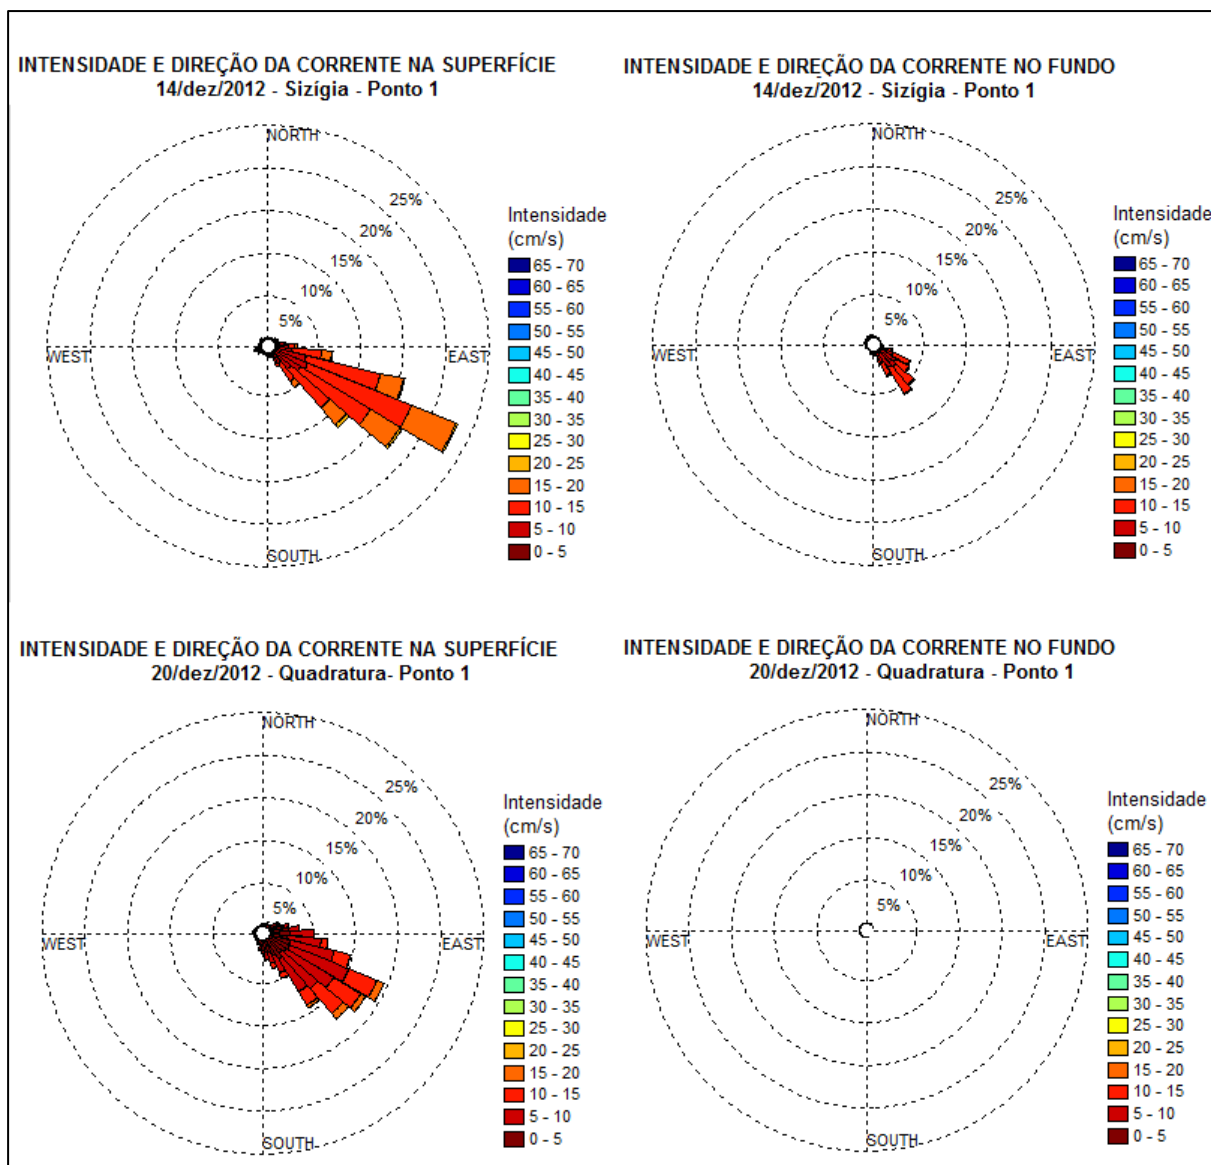 INTENSIDADE E DIREÇÃO DA CORRENTE NA SUPERFÍCIE
14/dez/2012 - Sizígia - Ponto 1
NORTH
25%
20%
15%
10%
5%
WEST
EAST
SOUTH
Intensidade
(cm/s)
65 - 70
60 - 65
55 - 60
50 - 55
45 - 50
40 - 45
35 - 40
30 - 35
25 - 30
20 - 25
15 - 20
10 - 15
5 - 10
0 - 5
INTENSIDADE E DIREÇÃO DA CORRENTE NO FUNDO
14/dez/2012 - Sizígia - Ponto 1
NORTH
25%
20%
15%
10%
5%
WEST
EAST
SOUTH
Intensidade
(cm/s)
65 - 70
60 - 65
55 - 60
50 - 55
45 - 50
40 - 45
35 - 40
30 - 35
25 - 30
20 - 25
15 - 20
10 - 15
5 - 10
0 - 5
INTENSIDADE E DIREÇÃO DA CORRENTE NA SUPERFÍCIE
20/dez/2012 - Quadratura- Ponto 1
NORTH
25%
20%
15%
10%
5%
WEST
EAST
SOUTH
Intensidade
(cm/s)
65 - 70
60 - 65
55 - 60
50 - 55
45 - 50
40 - 45
35 - 40
30 - 35
25 - 30
20 - 25
15 - 20
10 - 15
5 - 10
0 - 5
INTENSIDADE E DIREÇÃO DA CORRENTE NO FUNDO
20/dez/2012 - Quadratura - Ponto 1
NORTH
25%
20%
15%
10%
5%
WEST
EAST
SOUTH
Intensidade
(cm/s)
65 - 70
60 - 65
55 - 60
50 - 55
45 - 50
40 - 45
35 - 40
30 - 35
25 - 30
20 - 25
15 - 20
10 - 15
5 - 10
0 - 5